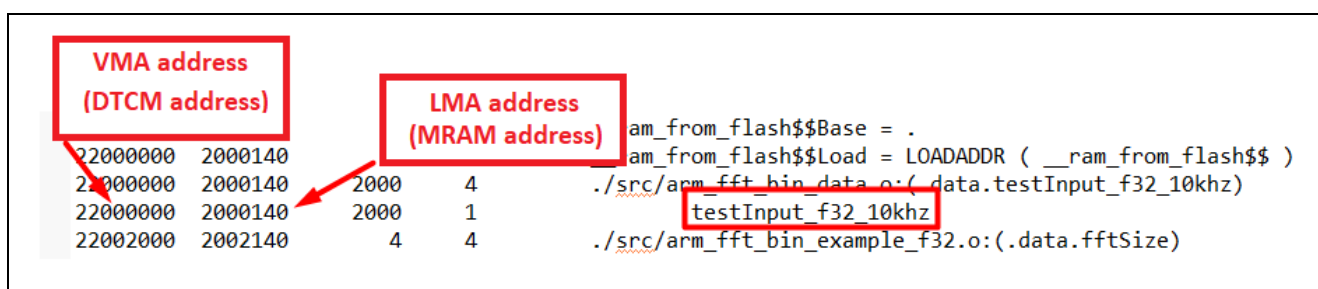 VMA address
(DTCM address)
LMA address
(MRAM address)
ram_from_flash$$Base = .
22000000 2000140 __ram_from_flash$$Load = LOADADDR ( __ram_from_flash$$ )
22000000 2000140 2000 4 ./src/arm_fft_bin_data.o:(.data.testInput_f32_10khz)
22000000 2000140 2000 1 testInput_f32_10khz
22002000 2002140 4 4 ./src/arm_fft_bin_example_f32.o:(.data.fftSize)